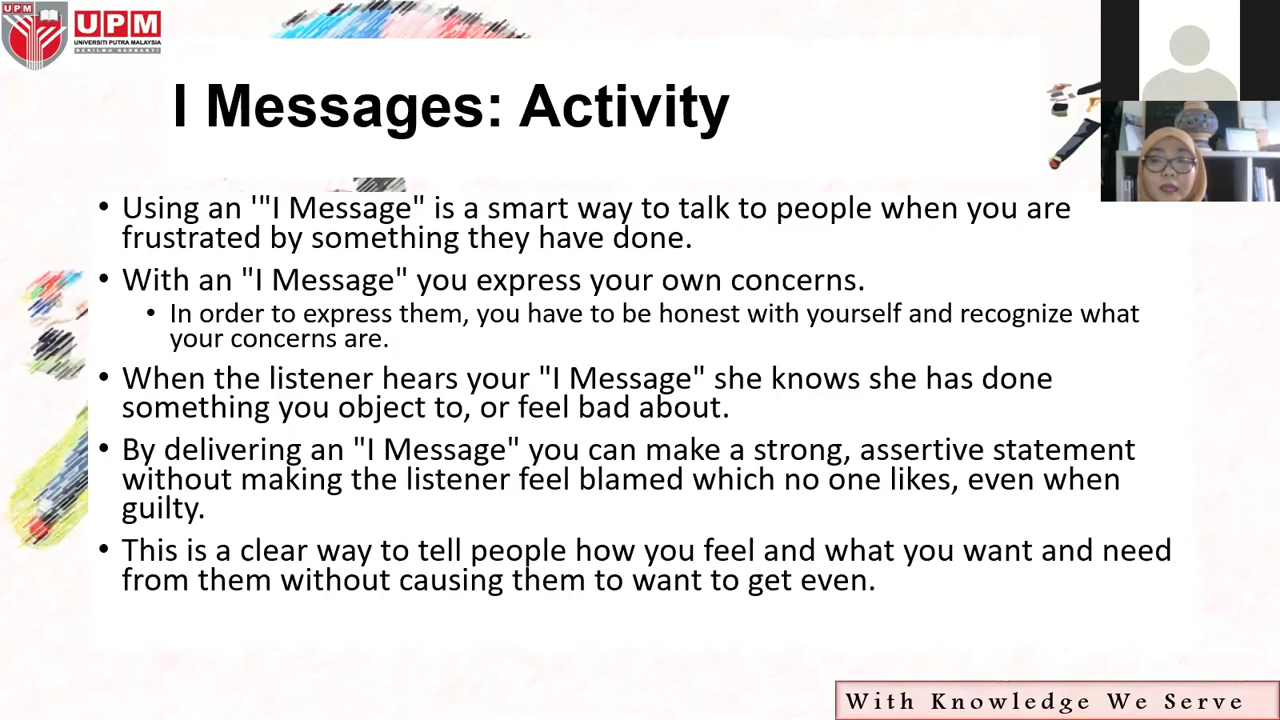 UPM
UPM
UNIVERSITI PUTRA MALAYSIA
BERILMU BERBAKTI
I Messages: Activity
• Using an '"I Message" is a smart way to talk to people when you are
frustrated by something they have done.
• With an "I Message" you express your own concerns.
• In order to express them, you have to be honest with yourself and recognize what
your concerns are.
• When the listener hears your "I Message" she knows she has done
something you object to, or feel bad about.
• By delivering an "I Message" you can make a strong, assertive statement
without making the listener feel blamed which no one likes, even when
guilty.
• This is a clear way to tell people how you feel and what you want and need
from them without causing them to want to get even.
With Knowledge We Serve